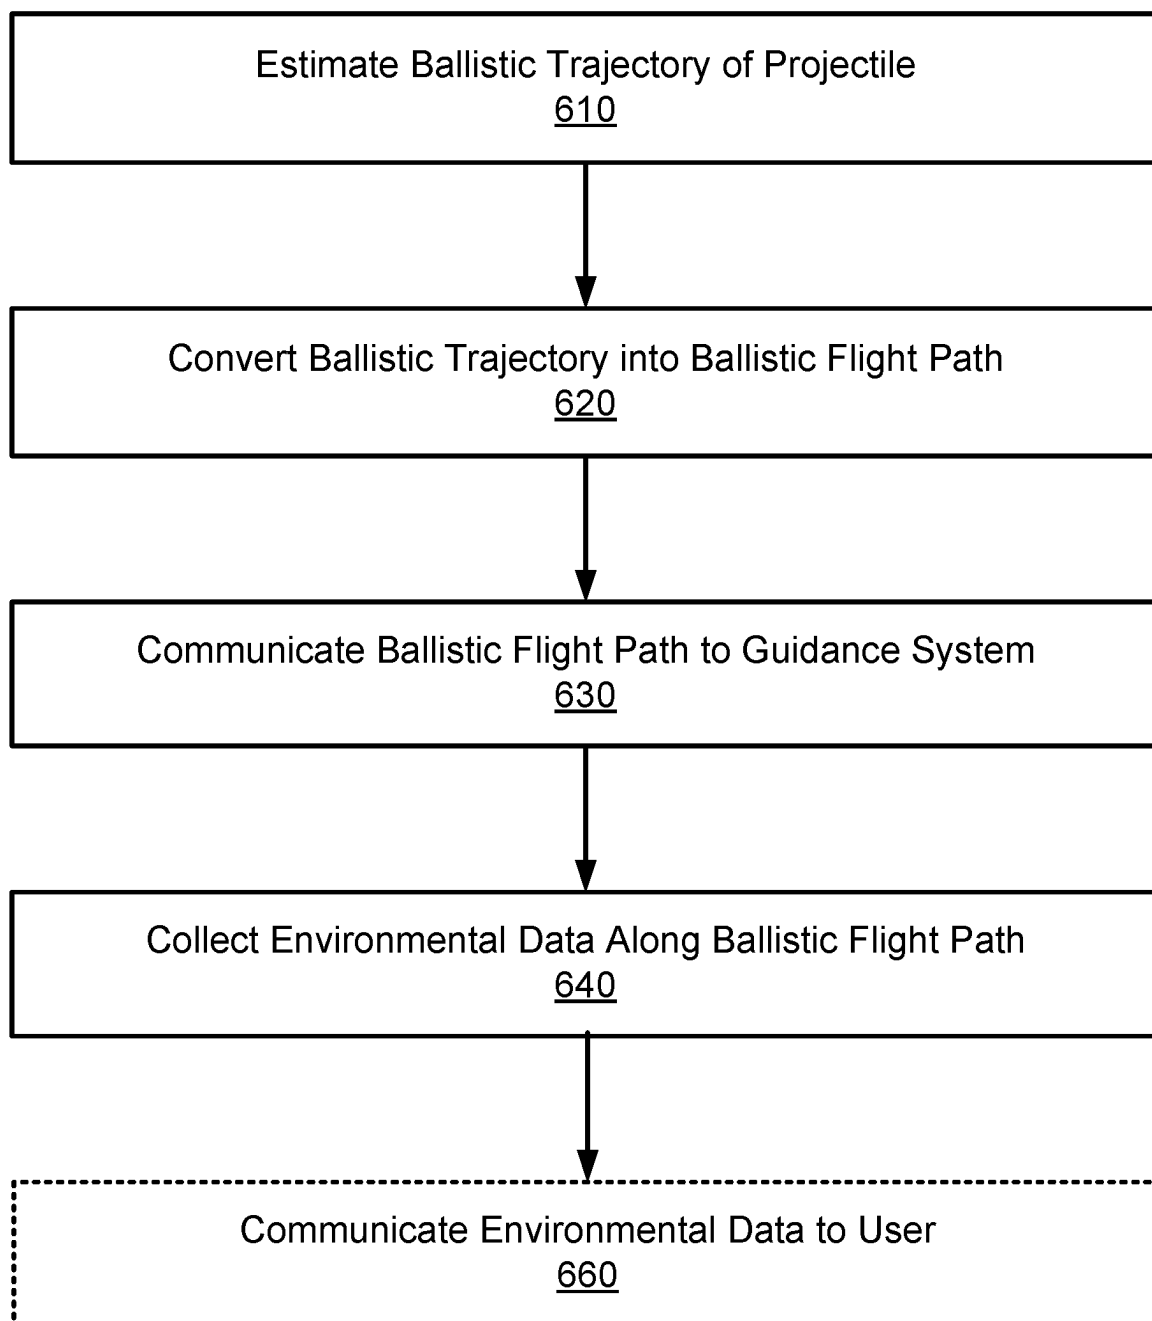 Estimate Ballistic Trajectory of Projectile
610
Convert Ballistic Trajectory into Ballistic Flight Path
620
Communicate Ballistic Flight Path to Guidance System
630
Collect Environmental Data Along Ballistic Flight Path
640
Communicate Environmental Data to User
660